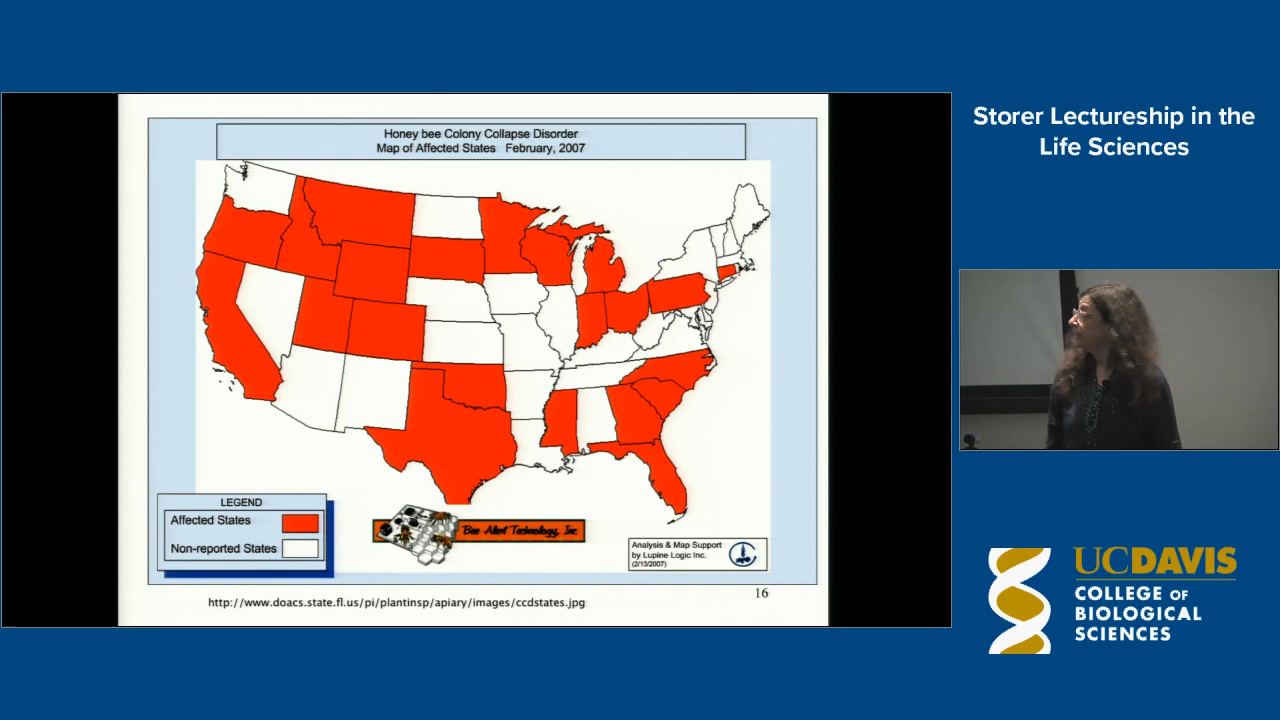 Honey bee Colony Collapse Disorder
Map of Affected States February, 2007
LEGEND
Affected States
Non-reported States
Bee Alert Technology, Inc.
Analysis & Map Support
by Lupine Logic Inc.
(2/13/2007)
16
http://www.doacs.state.fl.us/pi/plantinsp/apiary/images/ccdstates.jpg
Storer Lectureship in the
Life Sciences
UCDAVIS
COLLEGE OF
BIOLOGICAL
SCIENCES